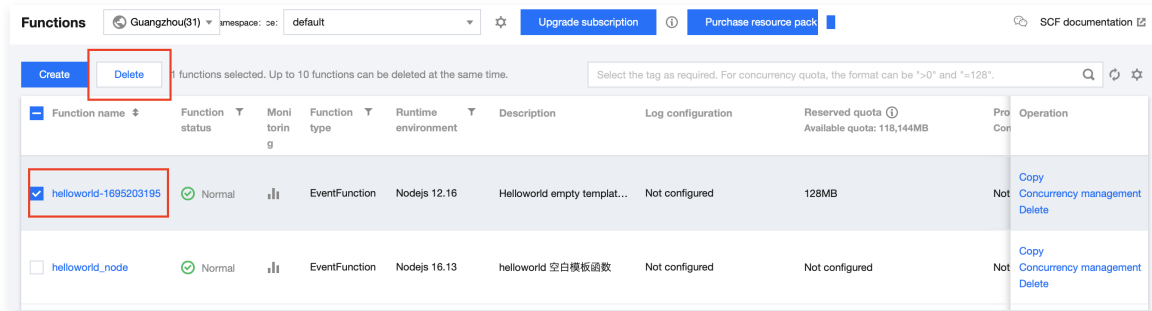 Functions
Guangzhou(31)
amespace: ce:
default
Upgrade subscription
Purchase resource pack
SCF documentation
Create
Delete
1 functions selected. Up to 10 functions can be deleted at the same time.
Select the tag as required. For concurrency quota, the format can be ">0" and "=128".
Function name
Function status
Moni
torin
g
Function type
Runtime environment
Description
Log configuration
Reserved quota
Available quota: 118,144MB
Pro
Con
Operation
helloworld-1695203195
Normal
EventFunction
Nodejs 12.16
Helloworld empty templat...
Not configured
128MB
Not
Copy
Concurrency management
Delete
helloworld_node
Normal
EventFunction
Nodejs 16.13
helloworld 空白模板函数
Not configured
Not configured
Not
Copy
Concurrency management
Delete